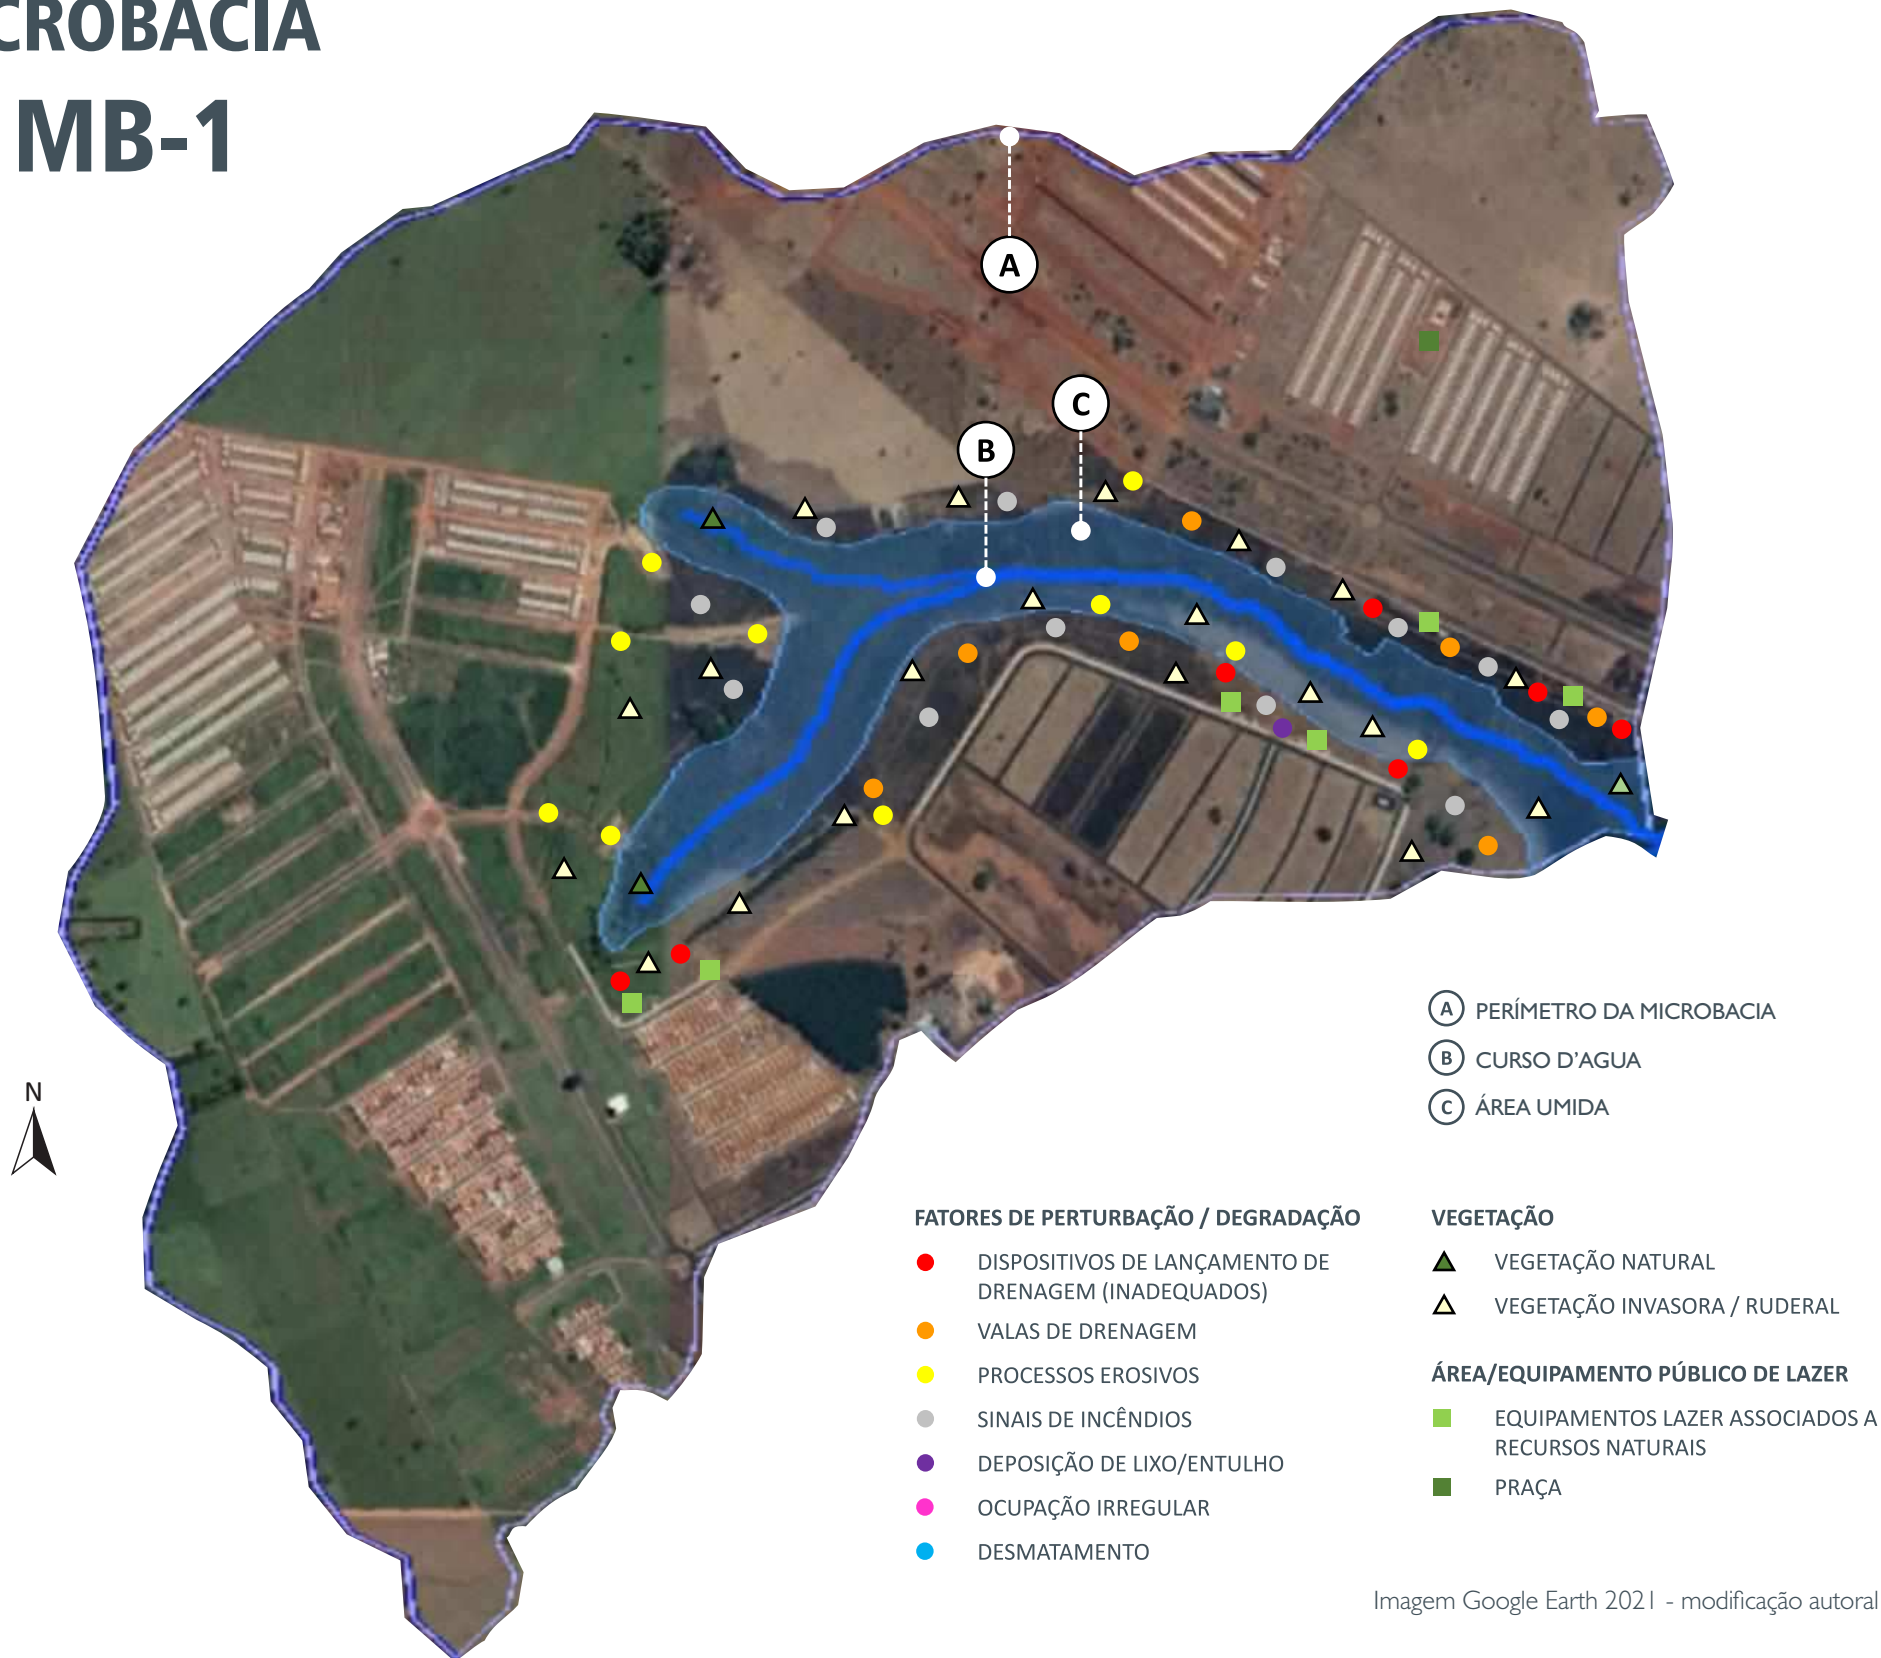 CROBACIA
MB-1
A
C
B
N
A PERÍMETRO DA MICROBACIA
B CURSO D'AGUA
C ÁREA UMIDA
FATORES DE PERTURBAÇÃO / DEGRADAÇÃO
DISPOSITIVOS DE LANÇAMENTO DE
DRENAGEM (INADEQUADOS)
VALAS DE DRENAGEM
PROCESSOS EROSIVOS
SINAIS DE INCÊNDIOS
DEPOSIÇÃO DE LIXO/ENTULHO
OCUPAÇÃO IRREGULAR
DESMATAMENTO
VEGETAÇÃO
VEGETAÇÃO NATURAL
VEGETAÇÃO INVASORA / RUDERAL
ÁREA/EQUIPAMENTO PÚBLICO DE LAZER
EQUIPAMENTOS LAZER ASSOCIADOS A
RECURSOS NATURAIS
PRAÇA
Imagem Google Earth 2021 - modificação autoral